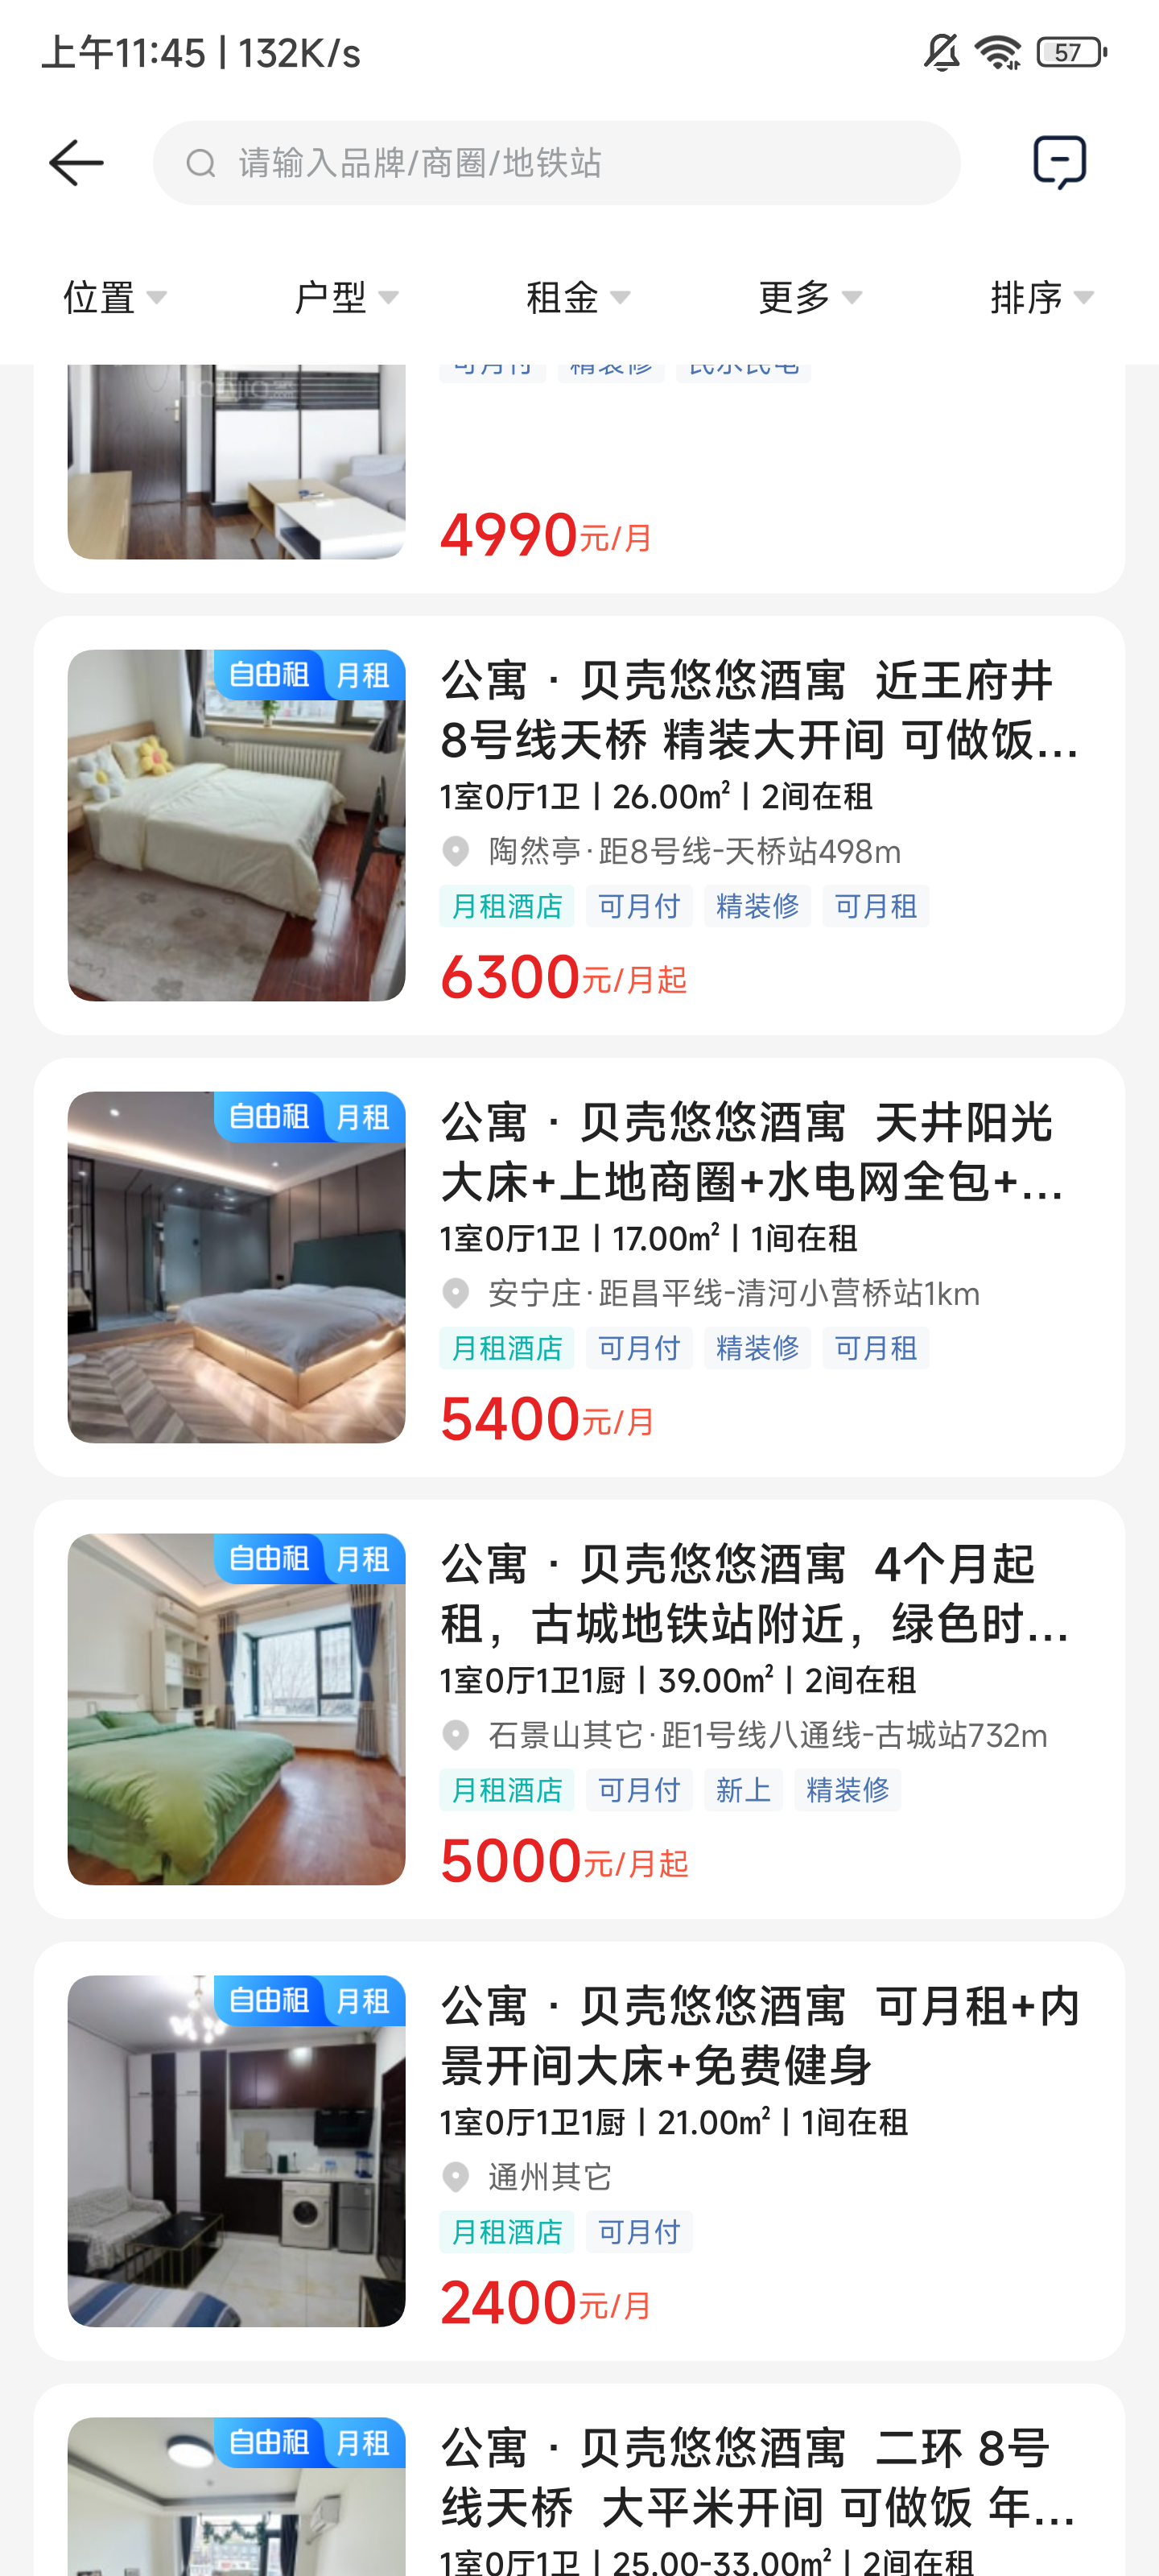 上午11:45 | 132K/s
57
请输入品牌/商圈/地铁站
位置
户型
租金
更多
排序
可月付 精装修 民水民电
4990元/月
自由租 月租
公寓 · 贝壳悠悠酒寓 近王府井
8号线天桥 精装大开间 可做饭...
1室0厅1卫 | 26.00㎡ | 2间在租
陶然亭·距8号线-天桥站498m
月租酒店 可月付 精装修 可月租
6300元/月起
自由租 月租
公寓 · 贝壳悠悠酒寓 天井阳光
大床+上地商圈+水电网全包+...
1室0厅1卫 | 17.00㎡ | 1间在租
安宁庄·距昌平线-清河小营桥站1km
月租酒店 可月付 精装修 可月租
5400元/月
自由租 月租
公寓 · 贝壳悠悠酒寓 4个月起
租，古城地铁站附近，绿色时...
1室0厅1卫1厨 | 39.00㎡ | 2间在租
石景山其它·距1号线八通线-古城站732m
月租酒店 可月付 新上 精装修
5000元/月起
自由租 月租
公寓 · 贝壳悠悠酒寓 可月租+内
景开间大床+免费健身
1室0厅1卫1厨 | 21.00㎡ | 1间在租
通州其它
月租酒店 可月付
2400元/月
自由租 月租
公寓 · 贝壳悠悠酒寓 二环 8号
线天桥 大平米开间 可做饭 年...
1室0厅1卫 | 25.00-33.00㎡ | 2间在租